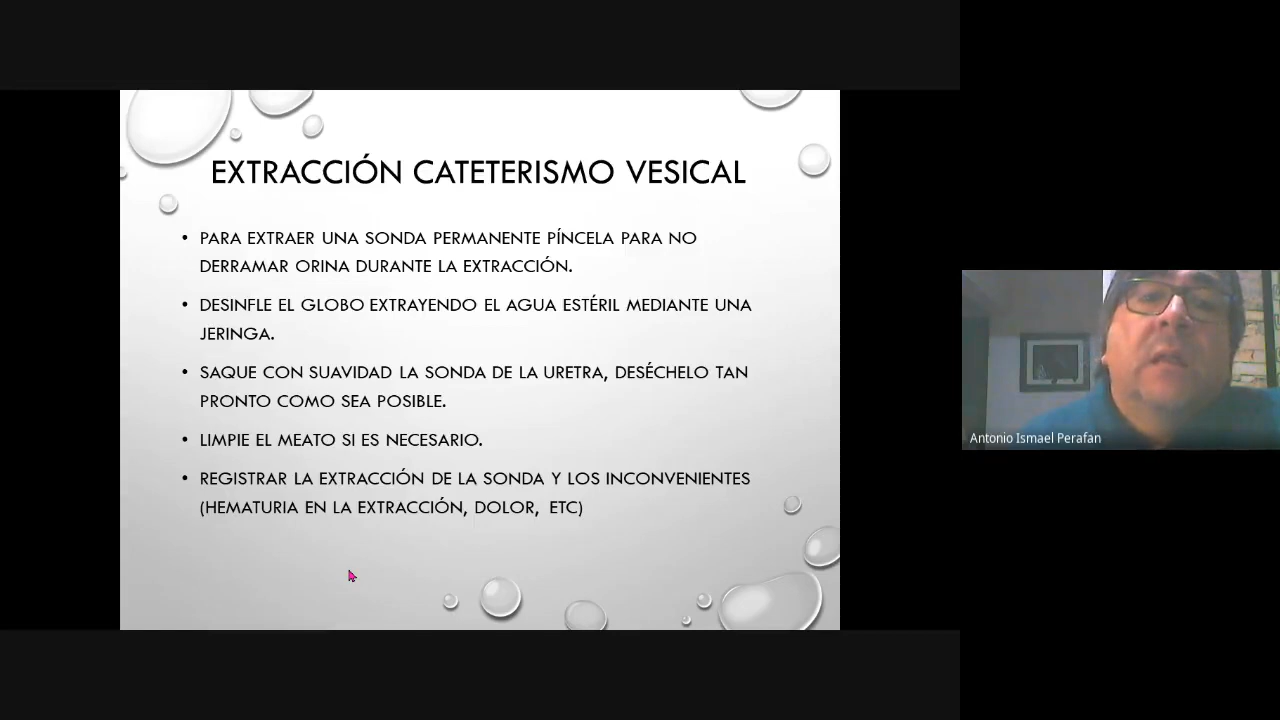 EXTRACCIÓN CATETERISMO VESICAL
• PARA EXTRAER UNA SONDA PERMANENTE PÍNCELA PARA NO
DERRAMAR ORINA DURANTE LA EXTRACCIÓN.
• DESINFLE EL GLOBO EXTRAYENDO EL AGUA ESTÉRIL MEDIANTE UNA
JERINGA.
• SAQUE CON SUAVIDAD LA SONDA DE LA URETRA, DESÉCHELO TAN
PRONTO COMO SEA POSIBLE.
• LIMPIE EL MEATO SI ES NECESARIO.
• REGISTRAR LA EXTRACCIÓN DE LA SONDA Y LOS INCONVENIENTES
(HEMATURIA EN LA EXTRACCIÓN, DOLOR, ETC)
Antonio Ismael Perafan